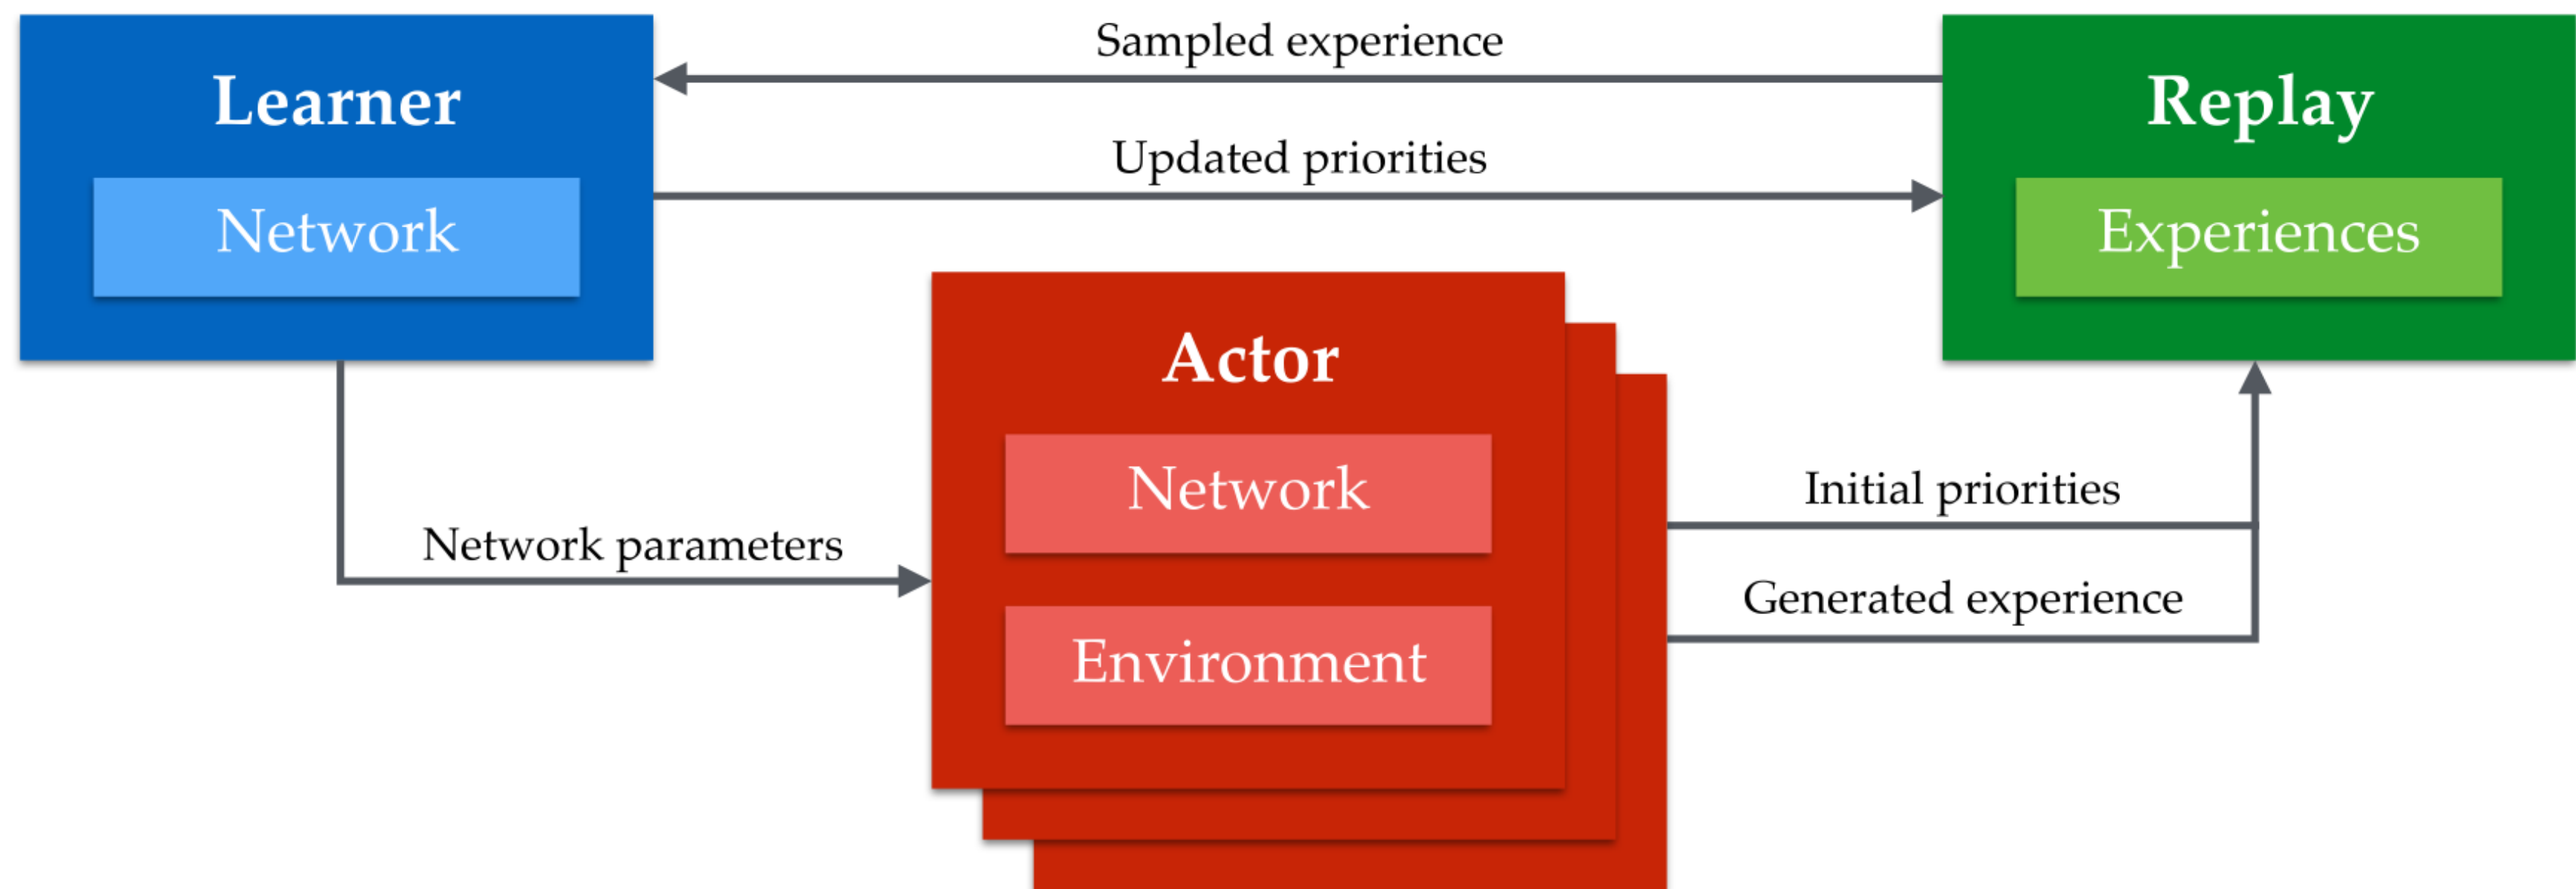 Sampled experience
Learner
Replay
Updated priorities
Network
Experiences
Actor
Network
Initial priorities
Network parameters
Generated experience
Environment